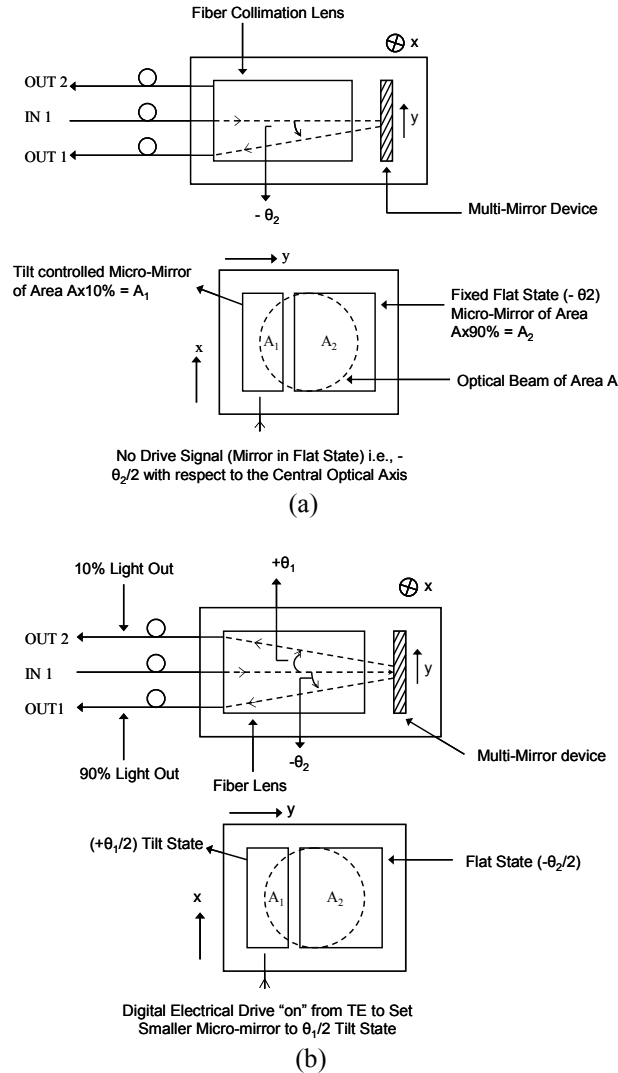 Fiber Collimation Lens
x
OUT 2
IN 1
OUT 1
y
- θ2
Multi-Mirror Device
y
Tilt controlled Micro-Mirror
of Area Ax10% = A1
Fixed Flat State (- θ2)
Micro-Mirror of Area
Ax90% = A2
A1
A2
x
Optical Beam of Area A
No Drive Signal (Mirror in Flat State) i.e., -
θ2/2 with respect to the Central Optical Axis
(a)
+θ1
10% Light Out
x
OUT 2
IN 1
OUT1
y
-θ2
Multi-Mirror device
90% Light Out
Fiber Lens
y
(+θ1/2) Tilt State
Flat State (-θ2/2)
A1
A2
x
Digital Electrical Drive “on” from TE to Set
Smaller Micro-mirror to θ1/2 Tilt State
(b)